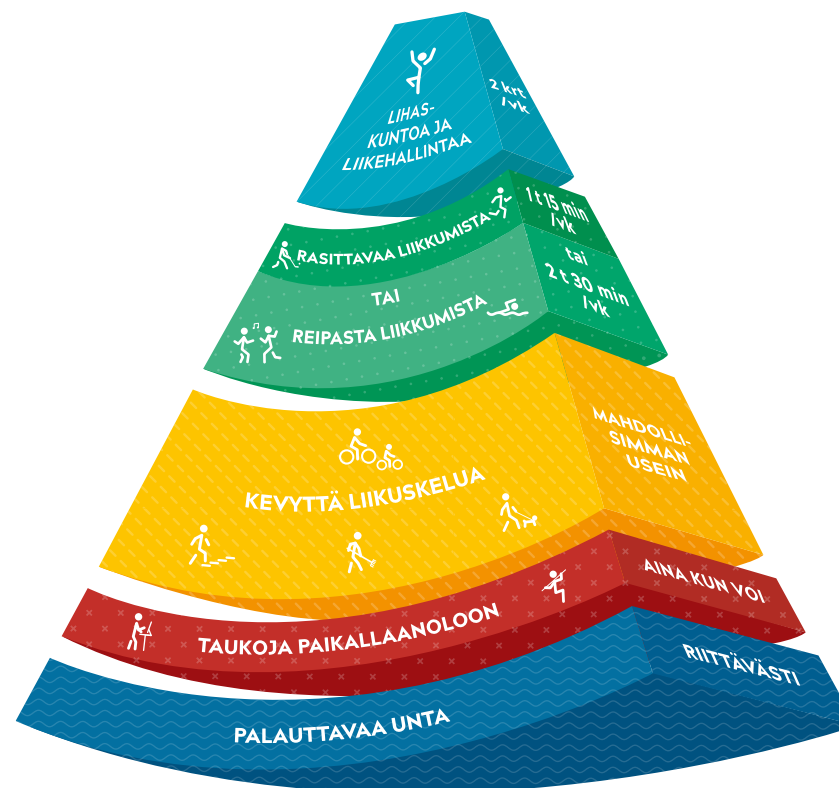 LIHAS-
KUNTOA JA
LIIKEHALLINTAA
2 krt
/vk
RASITTAVAA LIIKKUMISTA
1 t 15 min
/vk
TAI
REIPASTA LIIKKUMISTA
tai
2 t 30 min
/vk
KEVYTTÄ LIIKUSKELUA
MAHDOLLI-
SIMMAN
USEIN
TAUKOJA PAIKALLAANOLOON
AINA KUN VOI
PALAUTTAVAA UNTA
RIITTÄVÄSTI